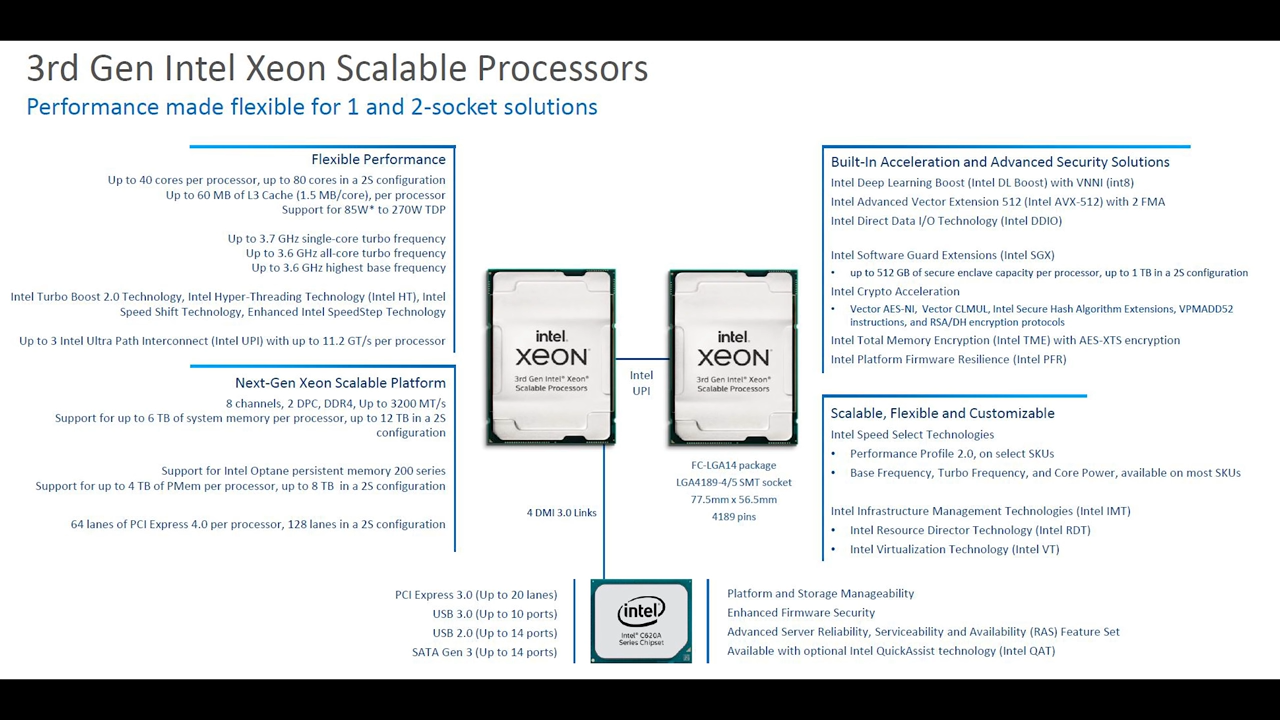 3rd Gen Intel Xeon Scalable Processors
Performance made flexible for 1 and 2-socket solutions
Flexible Performance
Up to 40 cores per processor, up to 80 cores in a 2S configuration
Up to 60 MB of L3 Cache (1.5 MB/core), per processor
Support for 85W* to 270W TDP
Up to 3.7 GHz single-core turbo frequency
Up to 3.6 GHz all-core turbo frequency
Up to 3.6 GHz highest base frequency
Intel Turbo Boost 2.0 Technology, Intel Hyper-Threading Technology (Intel HT), Intel
Speed Shift Technology, Enhanced Intel SpeedStep Technology
Up to 3 Intel Ultra Path Interconnect (Intel UPI) with up to 11.2 GT/s per processor
Next-Gen Xeon Scalable Platform
8 channels, 2 DPC, DDR4, Up to 3200 MT/s
Support for up to 6 TB of system memory per processor, up to 12 TB in a 2S
configuration
Support for Intel Optane persistent memory 200 series
Support for up to 4 TB of PMem per processor, up to 8 TB in a 2S configuration
64 lanes of PCI Express 4.0 per processor, 128 lanes in a 2S configuration
intel.
XEON®
3rd Gen Intel® Xeon®
Scalable Processors
Intel
UPI
intel.
XEON®
3rd Gen Intel® Xeon®
Scalable Processors
FC-LGA14 package
LGA4189-4/5 SMT socket
77.5mm x 56.5mm
4189 pins
4 DMI 3.0 Links
Built-In Acceleration and Advanced Security Solutions
Intel Deep Learning Boost (Intel DL Boost) with VNNI (int8)
Intel Advanced Vector Extension 512 (Intel AVX-512) with 2 FMA
Intel Direct Data I/O Technology (Intel DDIO)
Intel Software Guard Extensions (Intel SGX)
• up to 512 GB of secure enclave capacity per processor, up to 1 TB in a 2S configuration
Intel Crypto Acceleration
• Vector AES-NI, Vector CLMUL, Intel Secure Hash Algorithm Extensions, VPMADD52
instructions, and RSA/DH encryption protocols
Intel Total Memory Encryption (Intel TME) with AES-XTS encryption
Intel Platform Firmware Resilience (Intel PFR)
Scalable, Flexible and Customizable
Intel Speed Select Technologies
• Performance Profile 2.0, on select SKUs
• Base Frequency, Turbo Frequency, and Core Power, available on most SKUs
Intel Infrastructure Management Technologies (Intel IMT)
• Intel Resource Director Technology (Intel RDT)
• Intel Virtualization Technology (Intel VT)
PCI Express 3.0 (Up to 20 lanes)
USB 3.0 (Up to 10 ports)
USB 2.0 (Up to 14 ports)
SATA Gen 3 (Up to 14 ports)
intel
Intel® C620A
Series Chipset
Platform and Storage Manageability
Enhanced Firmware Security
Advanced Server Reliability, Serviceability and Availability (RAS) Feature Set
Available with optional Intel QuickAssist technology (Intel QAT)